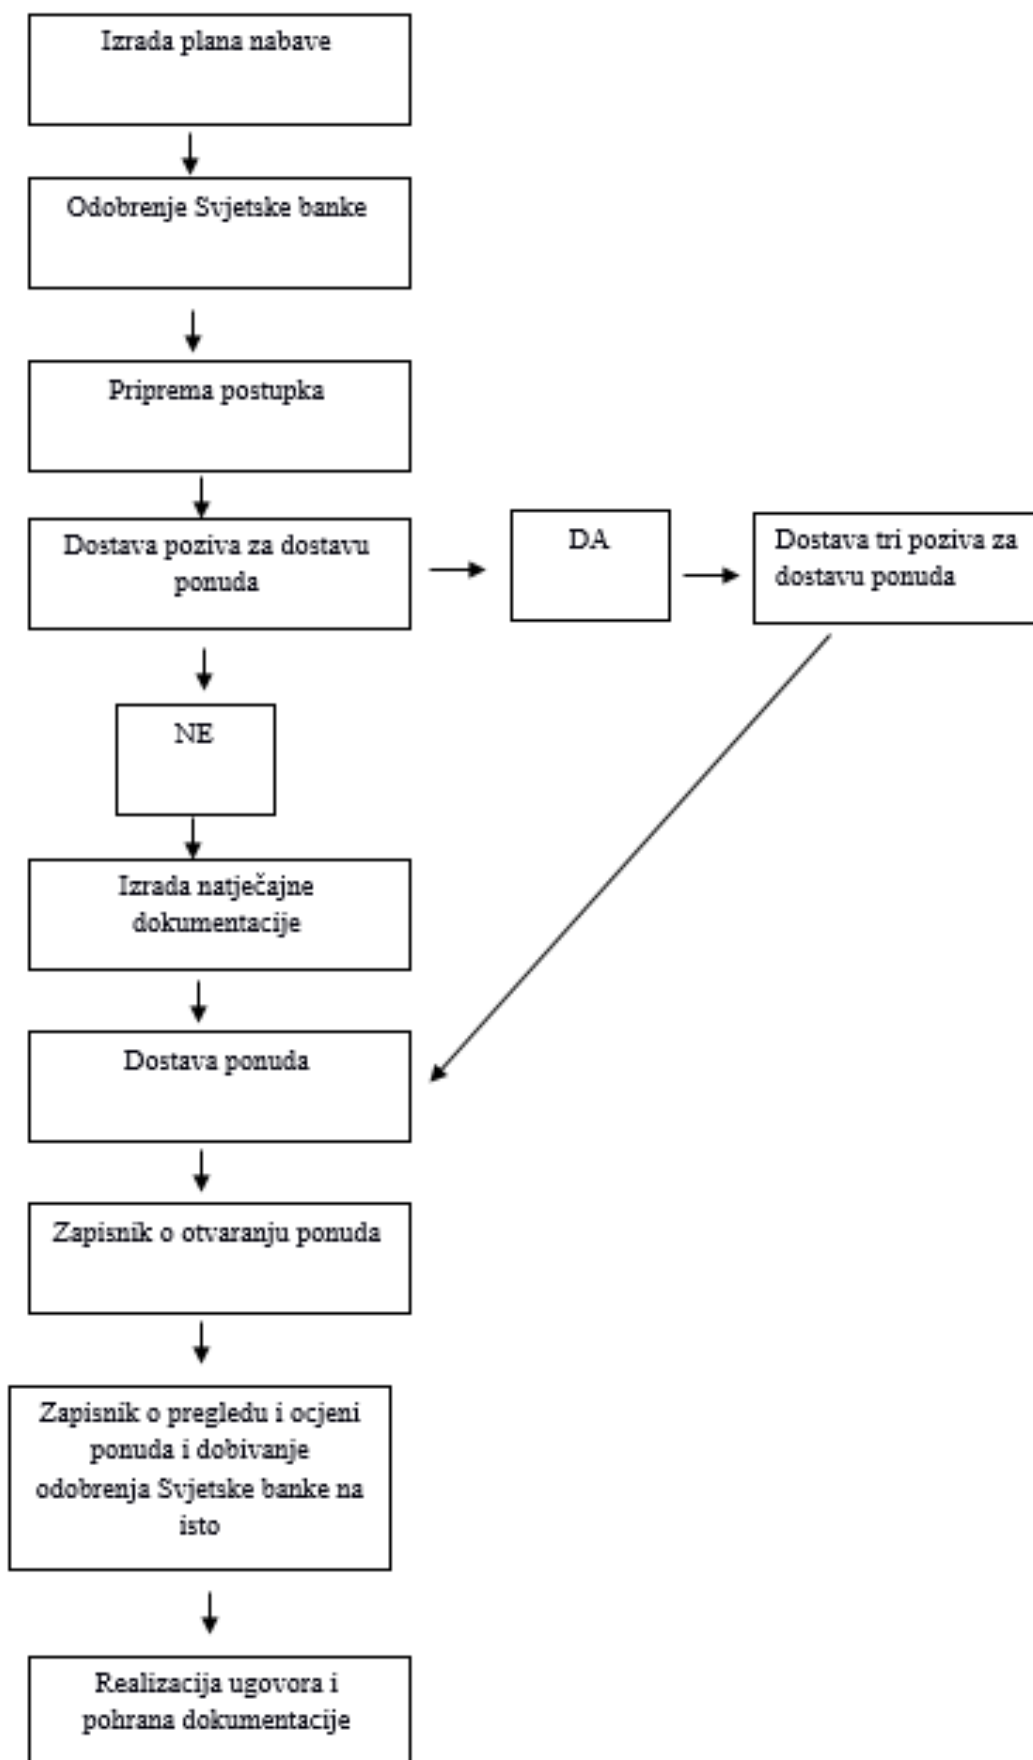 Izrada plana nabave
Odobrenje Svjetske banke
Priprema postupka
Dostava poziva za dostavu
ponuda
DA
Dostava tri poziva za
dostavu ponuda
NE
Izrada natječajne
dokumentacije
Dostava ponuda
Zapisnik o otvaranju ponuda
Zapisnik o pregledu i ocjeni
ponuda i dobivanje
odobrenja Svjetske banke na
isto
Realizacija ugovora i
pohrana dokumentacije